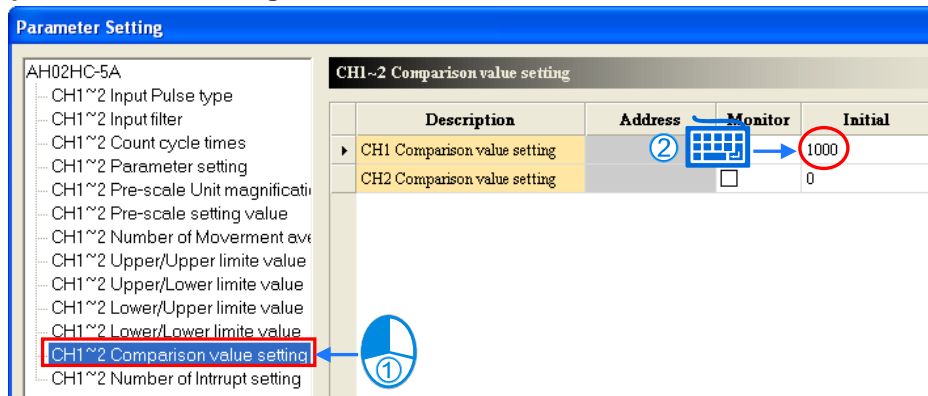 Parameter Setting
AH02HC-5A
CH1~2 Input Pulse type
CH1~2 Input filter
CH1~2 Count cycle times
CH1~2 Parameter setting
CH1~2 Pre-scale Unit magnificati
CH1~2 Pre-scale setting value
CH1~2 Number of Moverment ave
CH1~2 Upper/Upper limite value
CH1~2 Upper/Lower limite value
CH1~2 Lower/Upper limite value
CH1~2 Lower/Lower limite value
CH1~2 Comparison value setting
CH1~2 Number of Intrrupt setting
①
CH1~2 Comparison value setting
Description Address Monitor Initial
CH1 Comparison value setting ② 1000
CH2 Comparison value setting 0